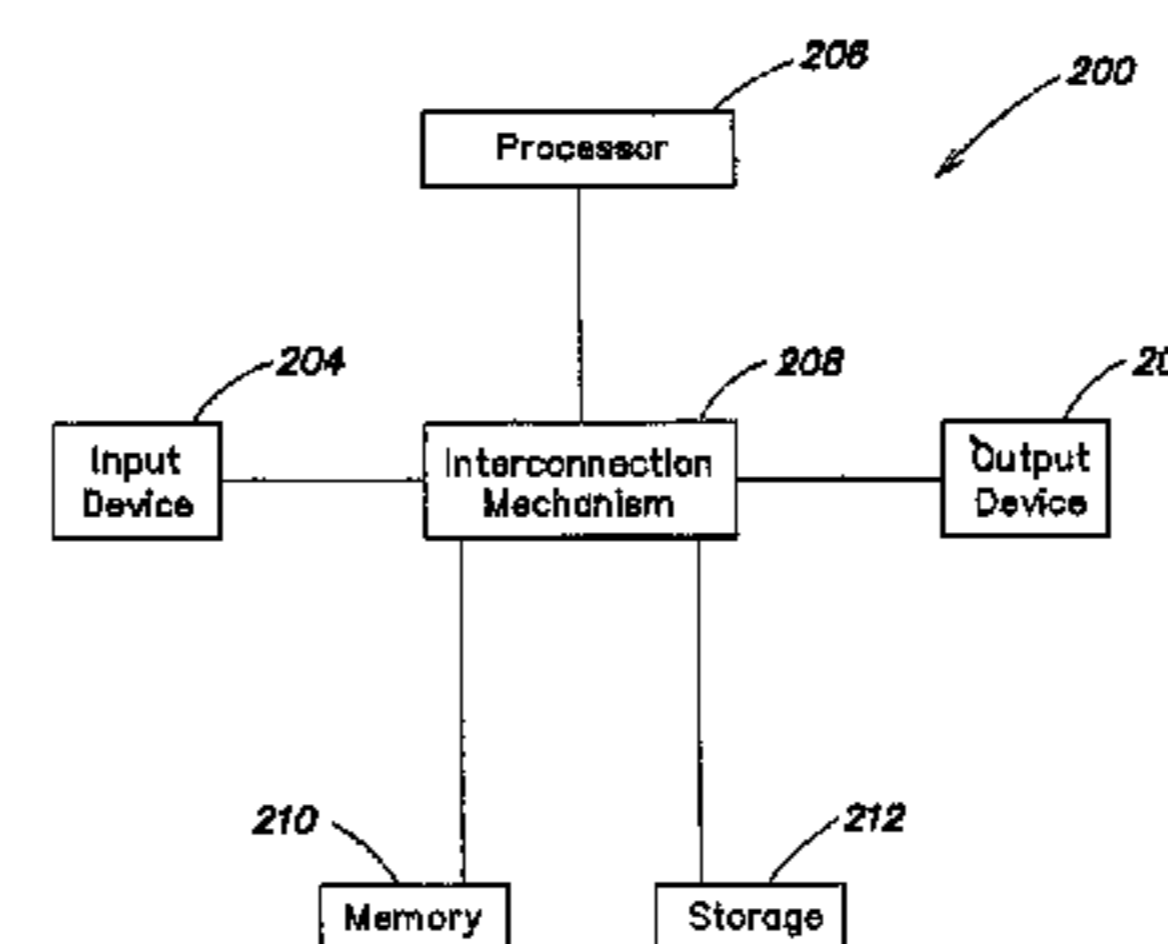 206
200
Processor
204
208
Input
Device
Interconnection
Mechanism
Output
Device
210
212
Memory
Storage